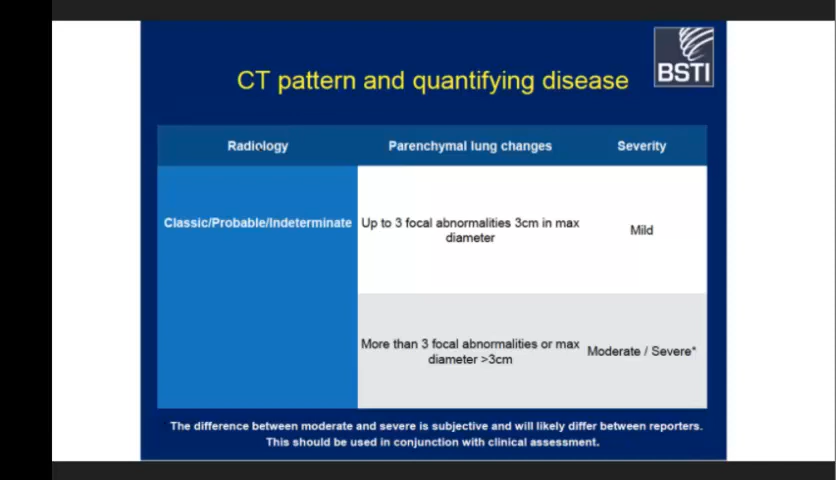 BSTI
CT pattern and quantifying disease
Radiology Parenchymal lung changes Severity
Classic/Probable/Indeterminate
Up to 3 focal abnormalities 3cm in max
diameter
Mild
More than 3 focal abnormalities or max
diameter >3cm
Moderate / Severe*
The difference between moderate and severe is subjective and will likely differ between reporters.
This should be used in conjunction with clinical assessment.